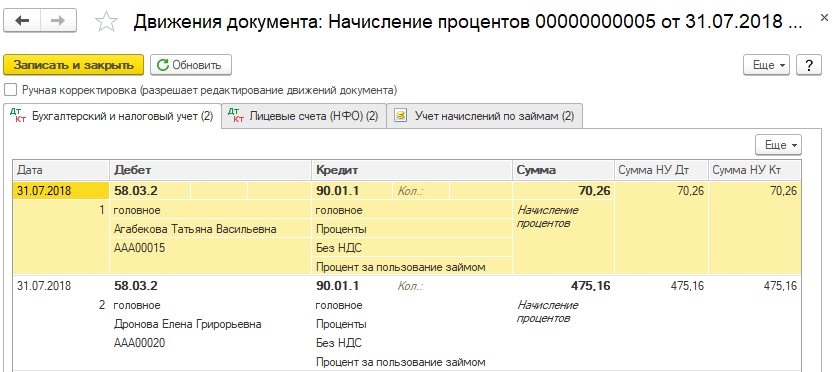 Движения документа: Начисление процентов 00000000005 от 31.07.2018 ...
Записать и закрыть Обновить Еще ?
Ручная корректировка (разрешает редактирование движений документа)
Дт Кт Бухгалтерский и налоговый учет (2) Дт Кт Лицевые счета (НФО) (2) Учет начислений по займам (2)
Еще
Дата Дебет Кредит Сумма Сумма НУ Дт Сумма НУ Кт
31.07.2018 58.03.2 90.01.1 Кол.: 70,26 70,26 70,26
1 головное головное Начисление
Агабекова Татьяна Васильевна Проценты процентов
ААА00015 Без НДС
Процент за пользование займом
31.07.2018 58.03.2 90.01.1 Кол.: 475,16 475,16 475,16
2 головное головное Начисление
Дронова Елена Григрорьевна Проценты процентов
ААА00020 Без НДС
Процент за пользование займом